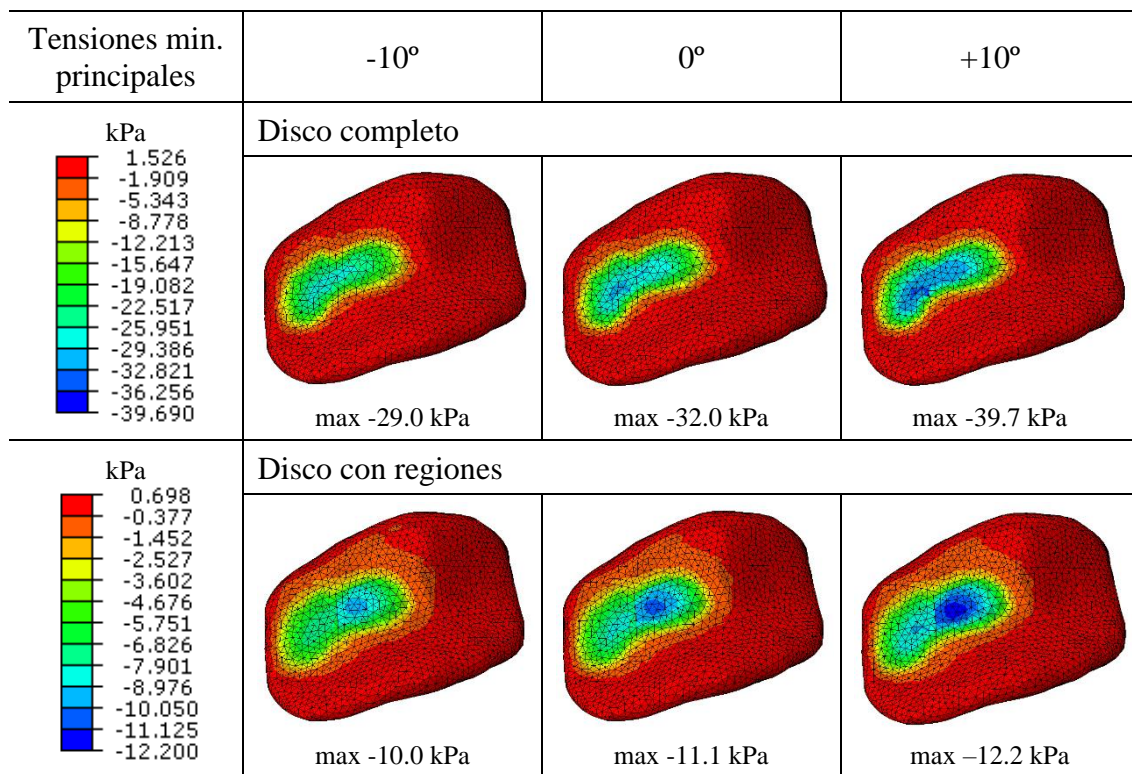 Tensiones min.
principales
-10º
0º
+10º
kPa
1.526
-1.909
-5.343
-8.778
-12.213
-15.647
-19.082
-22.517
-25.951
-29.386
-32.821
-36.256
-39.690
Disco completo
max -29.0 kPa
max -32.0 kPa
max -39.7 kPa
kPa
0.698
-0.377
-1.452
-2.527
-3.602
-4.676
-5.751
-6.826
-7.901
-8.976
-10.050
-11.125
-12.200
Disco con regiones
max -10.0 kPa
max -11.1 kPa
max –12.2 kPa